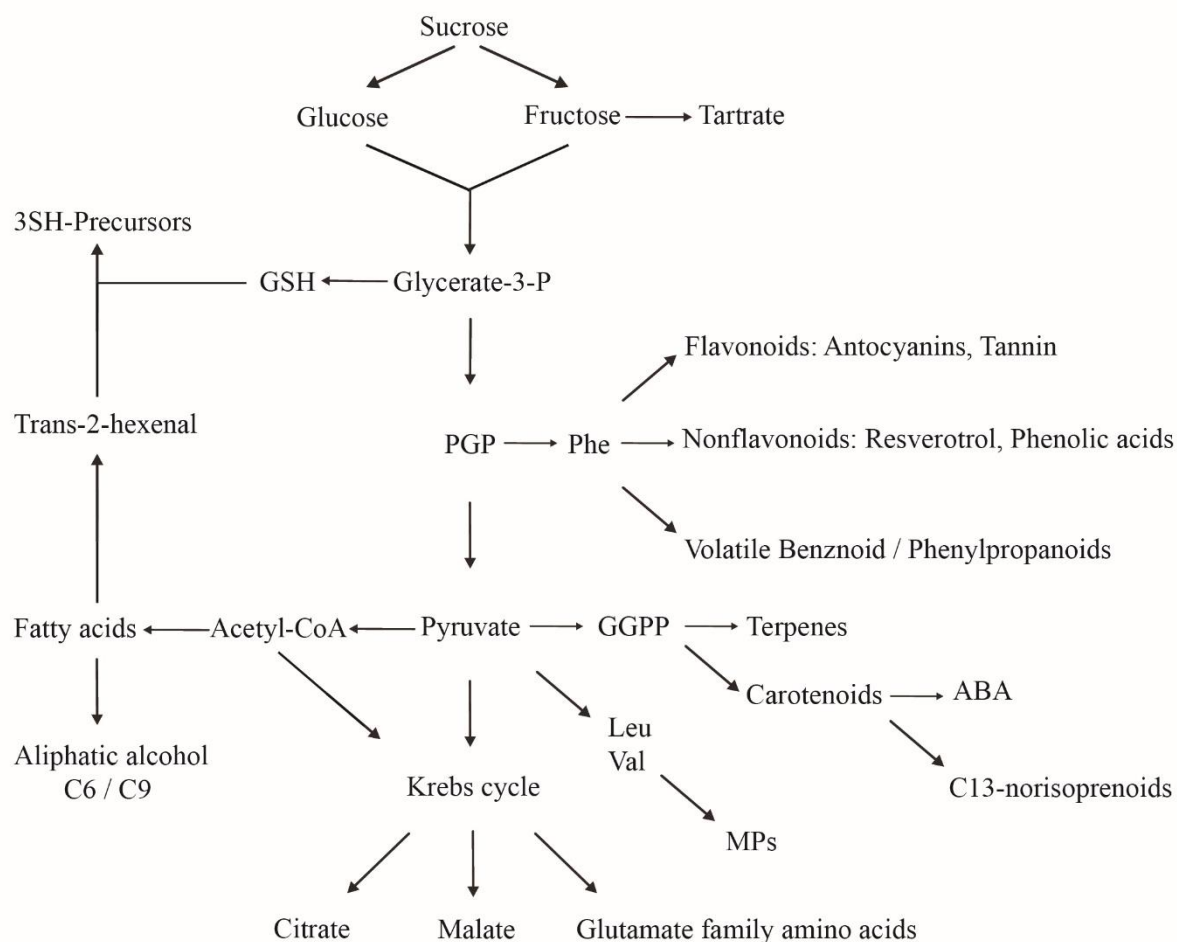 Sucrose
Glucose
Fructose
Tartrate
3SH-Precursors
GSH
Glycerate-3-P
Flavonoids: Antocyanins, Tannin
Trans-2-hexenal
PGP
Phe
Nonflavonoids: Resverotrol, Phenolic acids
Volatile Benznoid / Phenylpropanoids
Fatty acids
Acetyl-CoA
Pyruvate
GGPP
Terpenes
Carotenoids
ABA
Leu
Val
Aliphatic alcohol
C6 / C9
Krebs cycle
C13-norisoprenoids
MPs
Citrate
Malate
Glutamate family amino acids